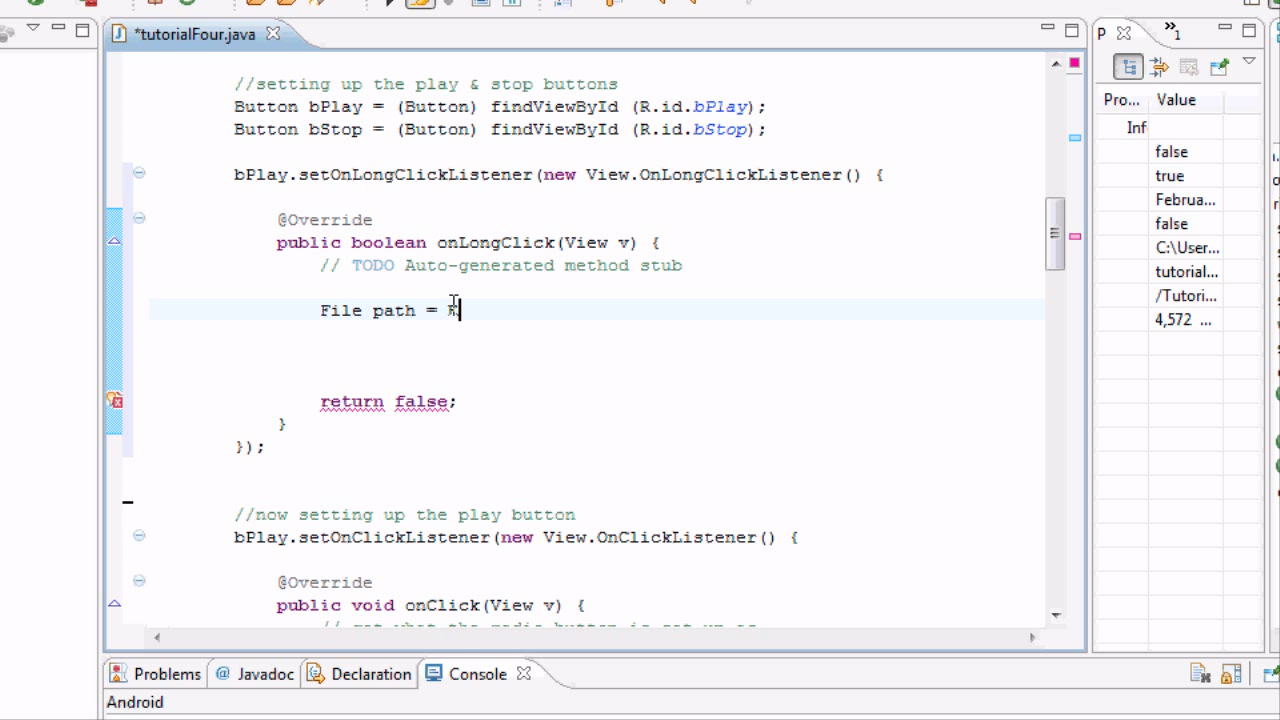 *tutorialFour.java
P
1
//setting up the play & stop buttons
Button bPlay = (Button) findViewById (R.id.bPlay);
Button bStop = (Button) findViewById (R.id.bStop);
bPlay.setOnLongClickListener(new View.OnLongClickListener() {
@Override
public boolean onLongClick(View v) {
// TODO Auto-generated method stub
File path =
return false;
}
});
//now setting up the play button
bPlay.setOnClickListener(new View.OnClickListener() {
@Override
public void onClick(View v) {
Pro... Value
Inf
false
true
Februa...
false
C:\User...
tutorial...
/Tutori...
4,572 ...
Problems @ Javadoc Declaration Console
Android